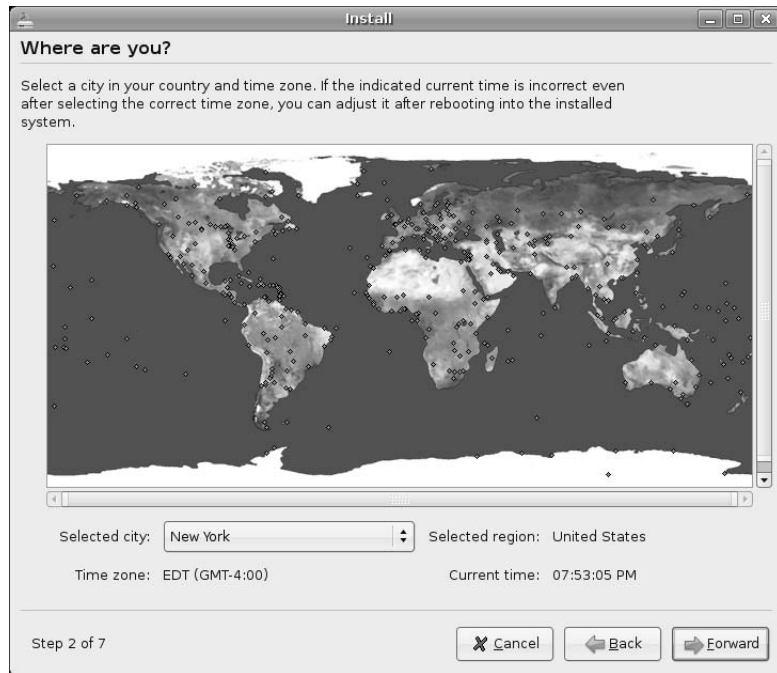 Install
Where are you?
Select a city in your country and time zone. If the indicated current time is incorrect even
after selecting the correct time zone, you can adjust it after rebooting into the installed
system.
Selected city: New York Selected region: United States
Time zone: EDT (GMT-4:00) Current time: 07:53:05 PM
Step 2 of 7 Cancel Back Forward